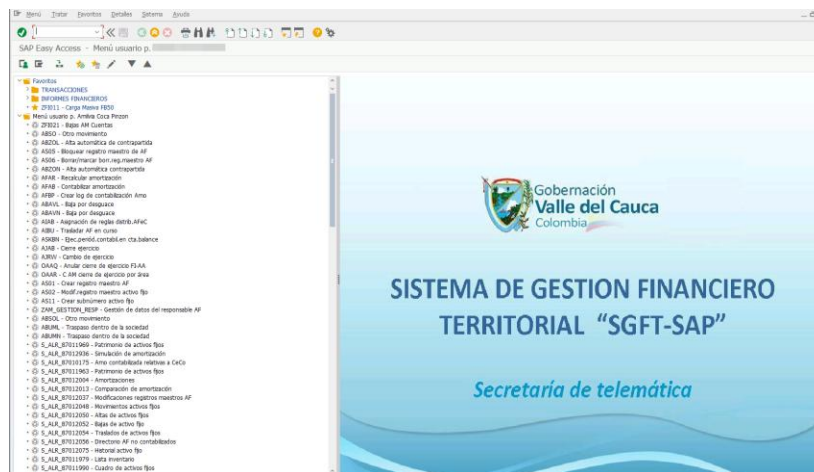 Menú Tratar Favoritos Detalles Sistema Ayuda
SAP Easy Access - Menú usuario p.
Favoritos
TRANSACCIONES
INFORMES FINANCIEROS
ZFI011 - Carga Masiva FB50
Menú usuario p. Amilvia Coca Pinzon
ZFI021 - Bajas AM Cuentas
ABSO - Otro movimiento
ABZOL - Alta automática de contrapartida
AS05 - Bloquear registro maestro de AF
AS06 - Borrar/marcar borr.reg.maestro AF
ABZON - Alta automática contrapartida
AFAR - Recalcular amortización
AFAB - Contabilizar amortización
AFBP - Crear log de contabilización Amo
ABAVL - Baja por desguace
ABAVN - Baja por desguace
AIAB - Asignación de reglas distrib.AFeC
AIBU - Trasladar AF en curso
ASKBN - Ejec.periód.contabil.en cta.balance
AJAB - Cierre ejercicio
AJRW - Cambio de ejercicio
OAAQ - Anular cierre de ejercicio FI-AA
OAAR - C AM cierre de ejercicio por área
AS01 - Crear registro maestro AF
AS02 - Modif.registro maestro activo fijo
AS11 - Crear subnúmero activo fijo
ZAM_GESTION_RESP - Gestión de datos del responsable AF
ABSOL - Otro movimiento
ABUML - Traspaso dentro de la sociedad
ABUMN - Traspaso dentro de la sociedad
S_ALR_87011969 - Patrimonio de activos fijos
S_ALR_87012936 - Simulación de amortización
S_ALR_87010175 - Amo contabilizada relativas a CeCo
S_ALR_87011963 - Patrimonio de activos fijos
S_ALR_87012004 - Amortizaciones
S_ALR_87012013 - Comparación de amortización
S_ALR_87012037 - Modificaciones registros maestros AF
S_ALR_87012048 - Movimientos activos fijos
S_ALR_87012050 - Altas de activos fijos
S_ALR_87012052 - Bajas de activo fijo
S_ALR_87012054 - Traslados de activos fijos
S_ALR_87012056 - Directorio AF no contabilizados
S_ALR_87012075 - Historial activo fijo
S_ALR_87011979 - Lista inventario
S_ALR_87011990 - Cuadro de activos fijos
Gobernación
Valle del Cauca
Colombia
SISTEMA DE GESTION FINANCIERO
TERRITORIAL “SGFT-SAP”
Secretaría de telemática